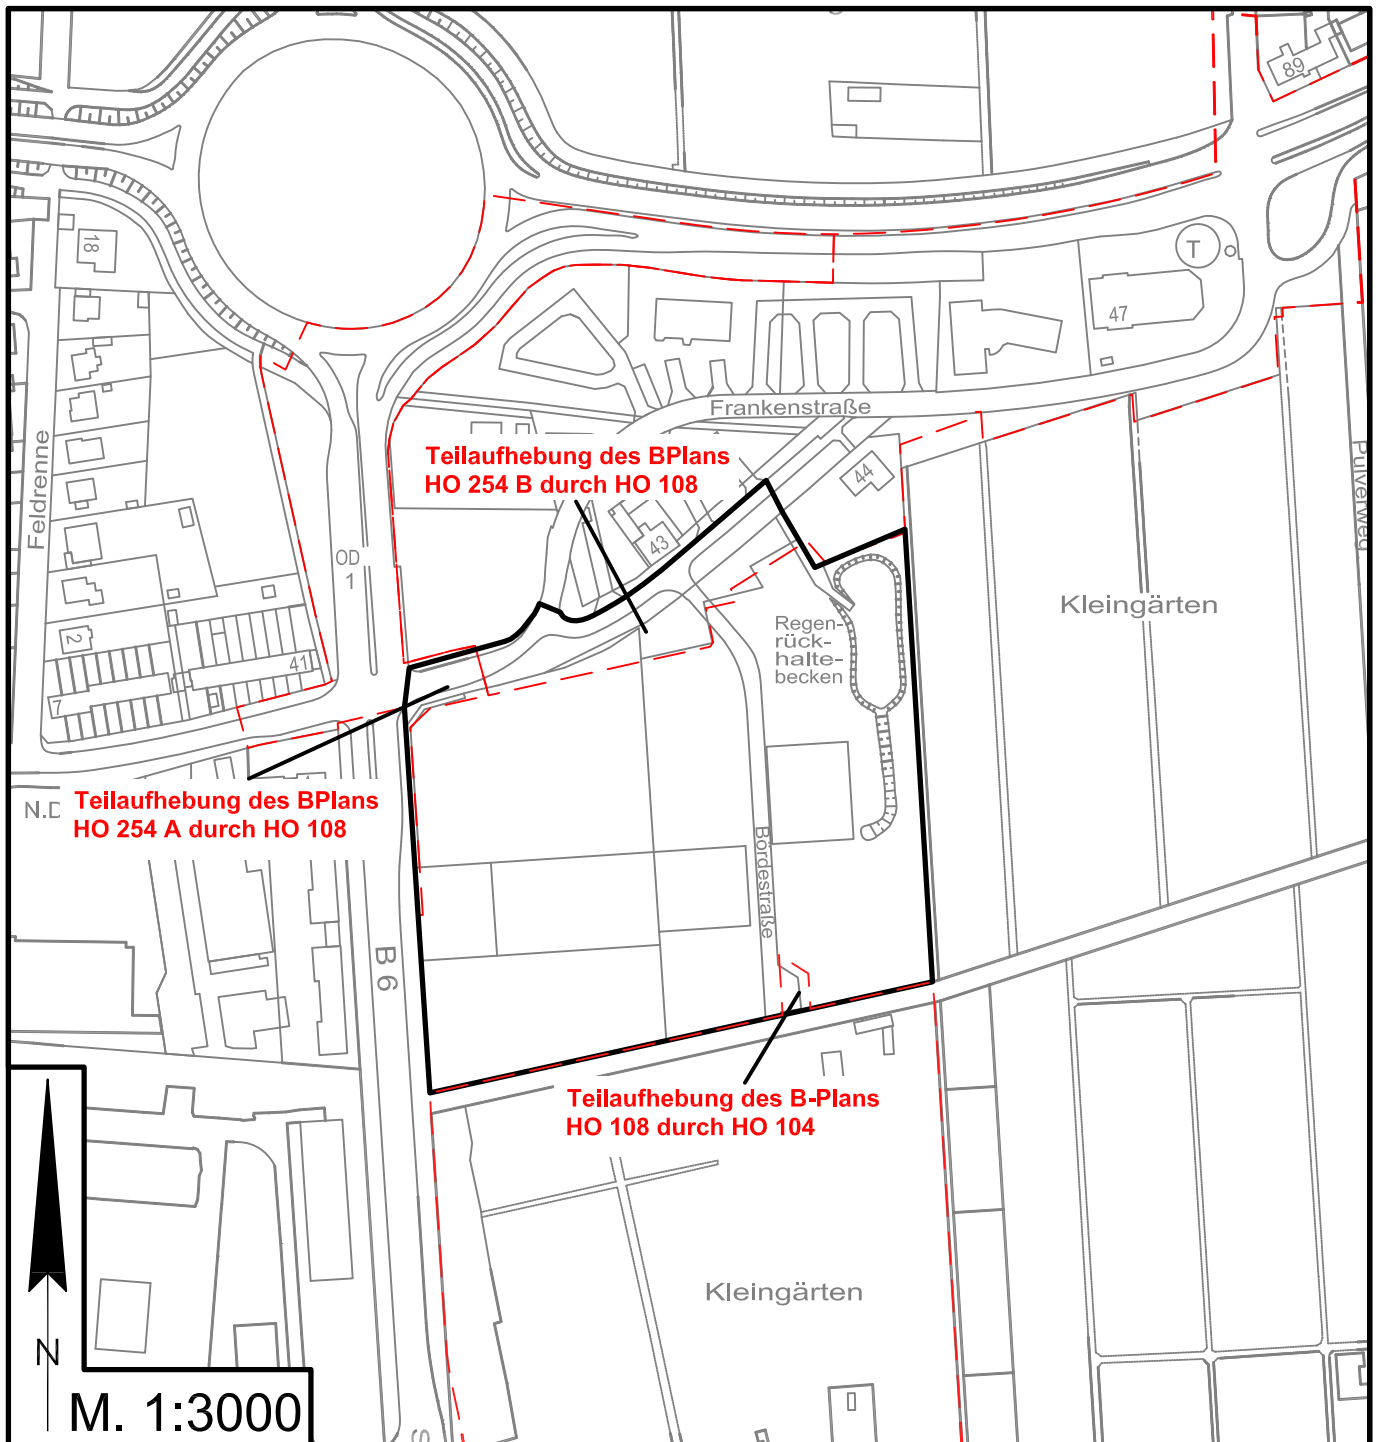 89
18
T
47
Frankenstraße
Feldrenne
Pulverweg
Teilaufhebung des BPlans
HO 254 B durch HO 108
44
43
OD
1
Kleingärten
Regen-
rück-
halte-
becken
2
41
7
N.D
Teilaufhebung des BPlans
HO 254 A durch HO 108
Bördestraße
B 6
Teilaufhebung des B-Plans
HO 108 durch HO 104
Kleingärten
N
M. 1:3000
S